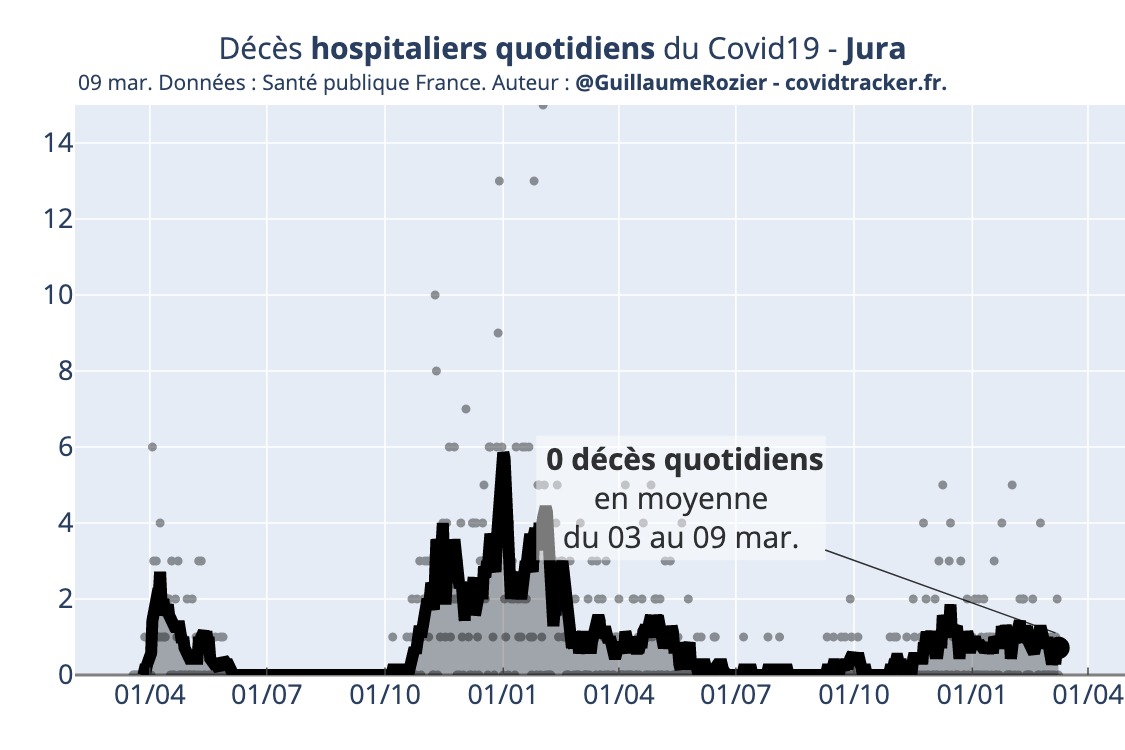 Décès hospitaliers quotidiens du Covid19 - Jura
09 mar. Données : Santé publique France. Auteur : @GuillaumeRozier - covidtracker.fr.
14
12
10
8
6
4
2
0
0 décès quotidiens
en moyenne
du 03 au 09 mar.
01/04 01/07 01/10 01/01 01/04 01/07 01/10 01/01 01/04